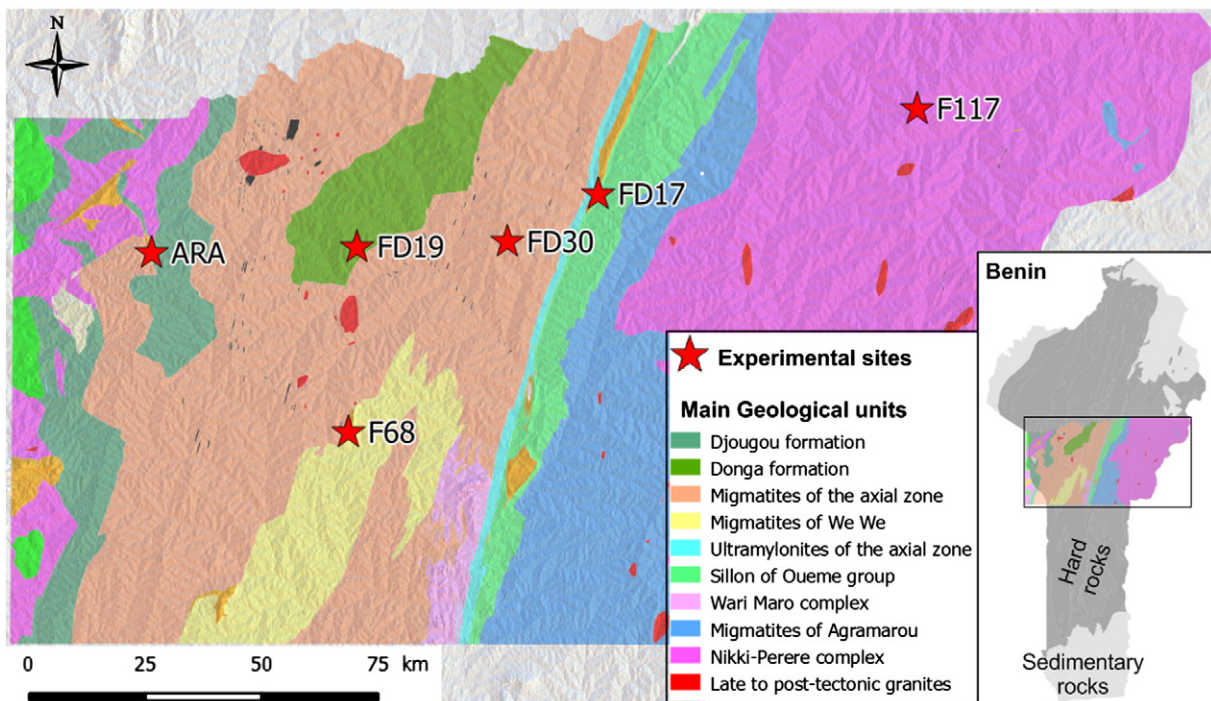 N
F117
FD17
ARA
FD19
FD30
F68
Benin
Experimental sites
Main Geological units
Djougou formation
Donga formation
Migmatites of the axial zone
Migmatites of We We
Ultramylonites of the axial zone
Sillon of Oueme group
Wari Maro complex
Migmatites of Agramarou
Nikki-Perere complex
Late to post-tectonic granites
Hard
rocks
Sedimentary
rocks
0 25 50 75 km